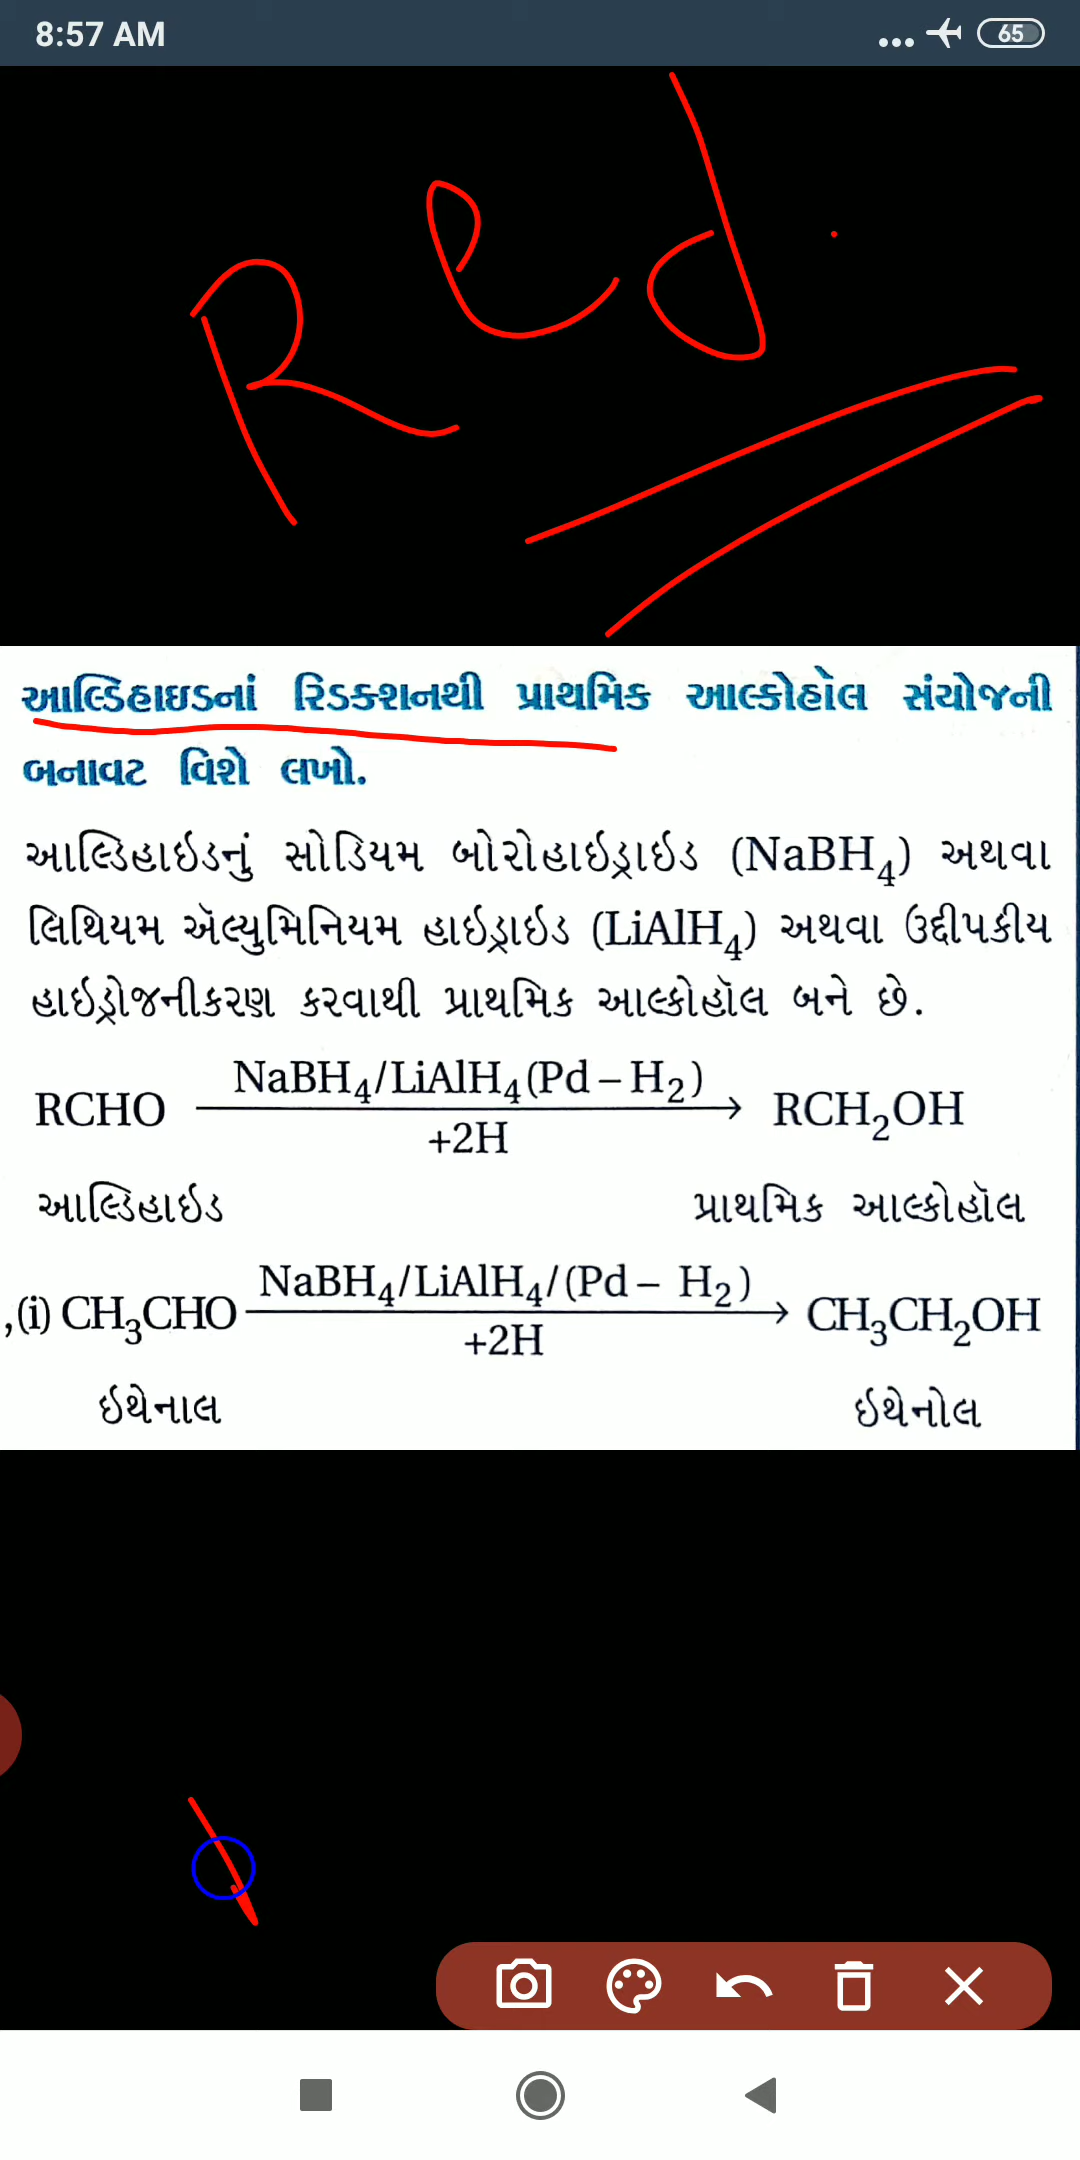 8:57 AM
65
Red.
આલ્ડિહાઇડનાં રિડક્શનથી પ્રાથમિક આલ્કોહૉલ સંયોજની
બનાવટ વિશે લખો.
આલ્ડિહાઇડનું સોડિયમ બોરોહાઇડ્રાઇડ (NaBH₄) અથવા
લિથિયમ ઍલ્યુમિનિયમ હાઇડ્રાઇડ (LiAlH₄) અથવા ઉદ્દીપકીય
હાઇડ્રોજનીકરણ કરવાથી પ્રાથમિક આલ્કોહૉલ બને છે.
NaBH₄/LiAlH₄(Pd – H₂)
RCHO ⟶ RCH₂OH
+2H
આલ્ડિહાઇડ પ્રાથમિક આલ્કોહૉલ
NaBH₄/LiAlH₄/(Pd – H₂)
,(i) CH₃CHO ⟶ CH₃CH₂OH
+2H
ઇથેનાલ ઇથેનોલ